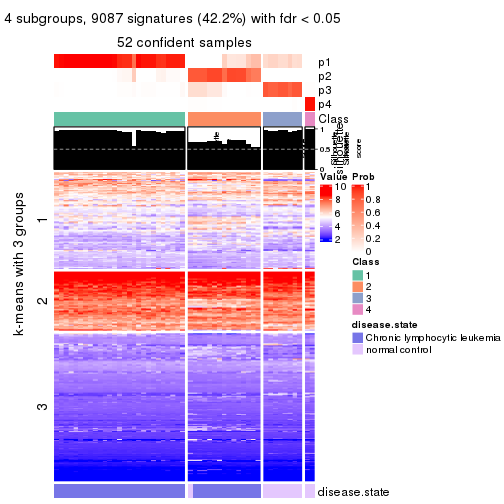 4 subgroups, 9087 signatures (42.2%) with fdr < 0.05
52 confident samples
p1
p2
p3
p4
Class
1
0.5
0
silhouette
score
k-means with 3 groups
1
2
3
Value
10
8
6
4
2
Prob
1
0.8
0.6
0.4
0.2
0
Class
1
2
3
4
disease.state
Chronic lymphocytic leukemia
normal control
disease.state